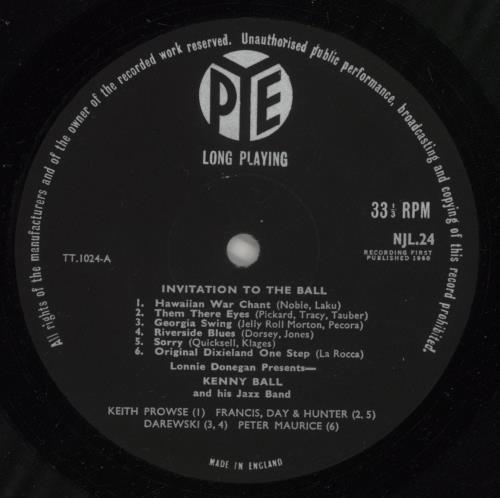 All rights of the manufacturers and of the owner of the recorded work reserved. Unauthorised public performance, broadcasting and copying of this record prohibited.
PYE
LONG PLAYING
33 1/3 RPM
NJL.24
RECORDING FIRST
PUBLISHED 1960
TT.1024-A
INVITATION TO THE BALL
1. Hawaiian War Chant (Noble, Laku)
2. Them There Eyes (Pickard, Tracy, Tauber)
3. Georgia Swing (Jelly Roll Morton, Pecora)
4. Riverside Blues (Dorsey, Jones)
5. Sorry (Quicksell, Klages)
6. Original Dixieland One Step (La Rocca)
Lonnie Donegan Presents—
KENNY BALL
and his Jazz Band
KEITH PROWSE (1) FRANCIS, DAY & HUNTER (2, 5)
DAREWSKI (3, 4) PETER MAURICE (6)
MADE IN ENGLAND